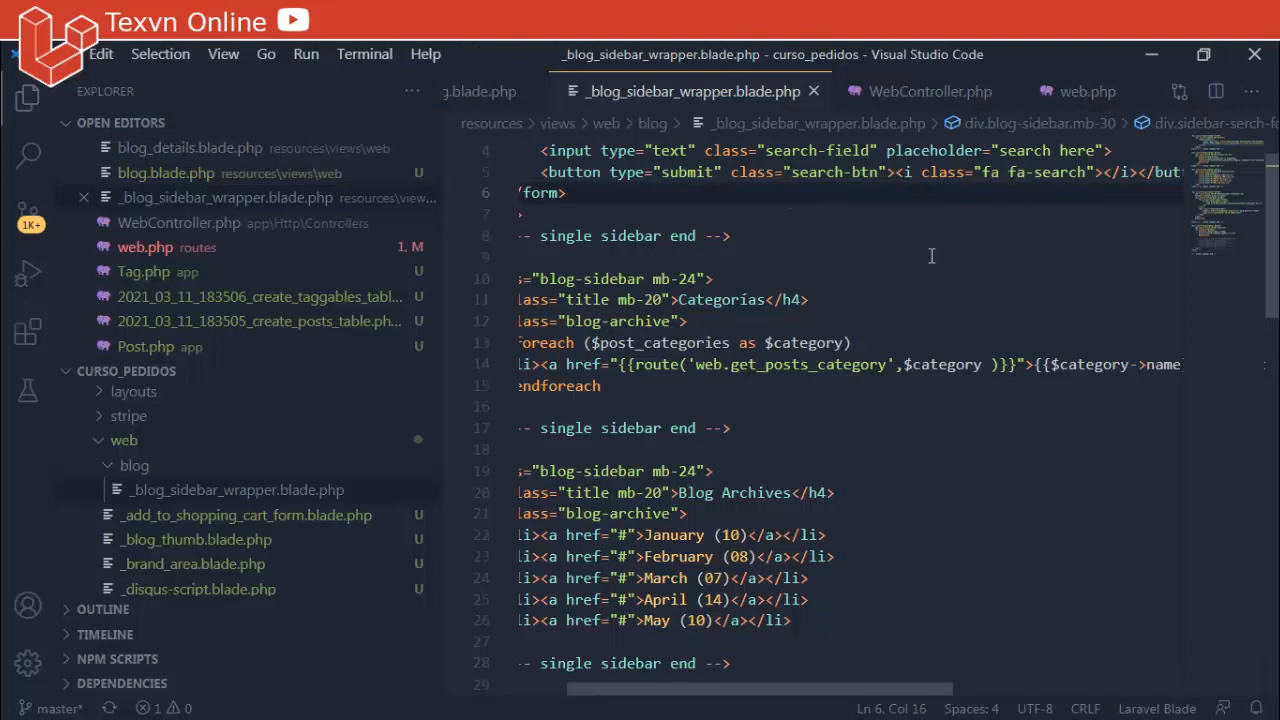 Texvn Online
Edit Selection View Go Run Terminal Help
_blog_sidebar_wrapper.blade.php - curso_pedidos - Visual Studio Code
EXPLORER
g.blade.php _blog_sidebar_wrapper.blade.php WebController.php web.php
OPEN EDITORS
resources > views > web > blog > _blog_sidebar_wrapper.blade.php > div.blog-sidebar.mb-30 > div.sidebar-serch-fo
blog_details.blade.php resources\views\web
blog.blade.php resources\views\web
_blog_sidebar_wrapper.blade.php resources\view...
WebController.php app\Http\Controllers
web.php routes 1, M
Tag.php app U
2021_03_11_183506_create_taggables_tabl... U
2021_03_11_183505_create_posts_table.ph... U
Post.php app U
CURSO_PEDIDOS
layouts
stripe
web
blog
_blog_sidebar_wrapper.blade.php
_add_to_shopping_cart_form.blade.php U
_blog_thumb.blade.php U
_brand_area.blade.php U
_disqus-script.blade.php U
OUTLINE
TIMELINE
NPM SCRIPTS
DEPENDENCIES
1K+
4 <input type="text" class="search-field" placeholder="search here">
5 <button type="submit" class="search-btn"><i class="fa fa-search"></i></butt
6 /form>
7 >
8 -- single sidebar end -->
9
10 s="blog-sidebar mb-24">
11 lass="title mb-20">Categorías</h4>
12 lass="blog-archive">
13 foreach ($post_categories as $category)
14 li><a href="{{route('web.get_posts_category',$category )}}">{{$category->name
15 endforeach
16
17 -- single sidebar end -->
18
19 s="blog-sidebar mb-24">
20 lass="title mb-20">Blog Archives</h4>
21 lass="blog-archive">
22 li><a href="#">January (10)</a></li>
23 li><a href="#">February (08)</a></li>
24 li><a href="#">March (07)</a></li>
25 li><a href="#">April (14)</a></li>
26 li><a href="#">May (10)</a></li>
27
28 -- single sidebar end -->
29
master* 1 0 Ln 6, Col 16 Spaces: 4 UTF-8 CRLF Laravel Blade